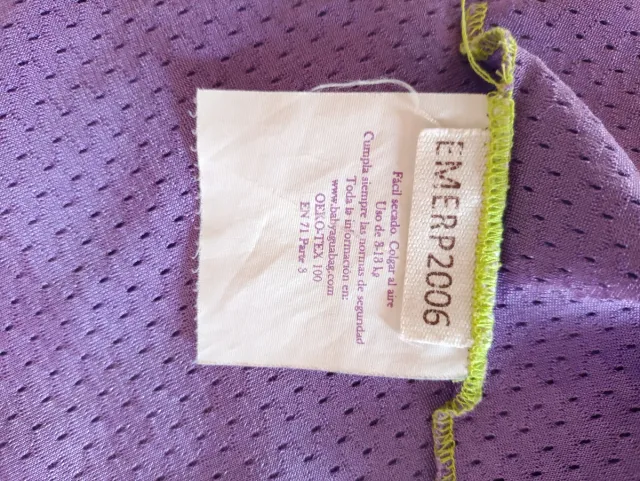 EMERP2006
Fácil secado. Colgar al aire
Uso de 3-13 kg
Cumpla siempre las normas de seguridad
Toda la información en:
www.babyaguabag.com
OEKO-TEX 100
EN 71 Parte 3